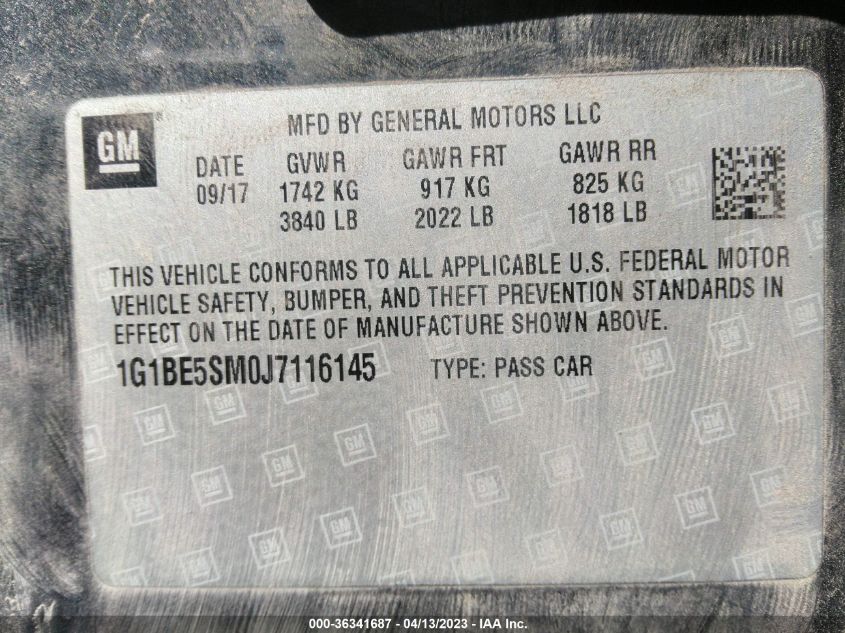 GM
MFD BY GENERAL MOTORS LLC
DATE GVWR GAWR FRT GAWR RR
09/17 1742 KG 917 KG 825 KG
3840 LB 2022 LB 1818 LB
THIS VEHICLE CONFORMS TO ALL APPLICABLE U.S. FEDERAL MOTOR
VEHICLE SAFETY, BUMPER, AND THEFT PREVENTION STANDARDS IN
EFFECT ON THE DATE OF MANUFACTURE SHOWN ABOVE.
1G1BE5SM0J7116145 TYPE: PASS CAR
000-36341687 - 04/13/2023 - IAA Inc.